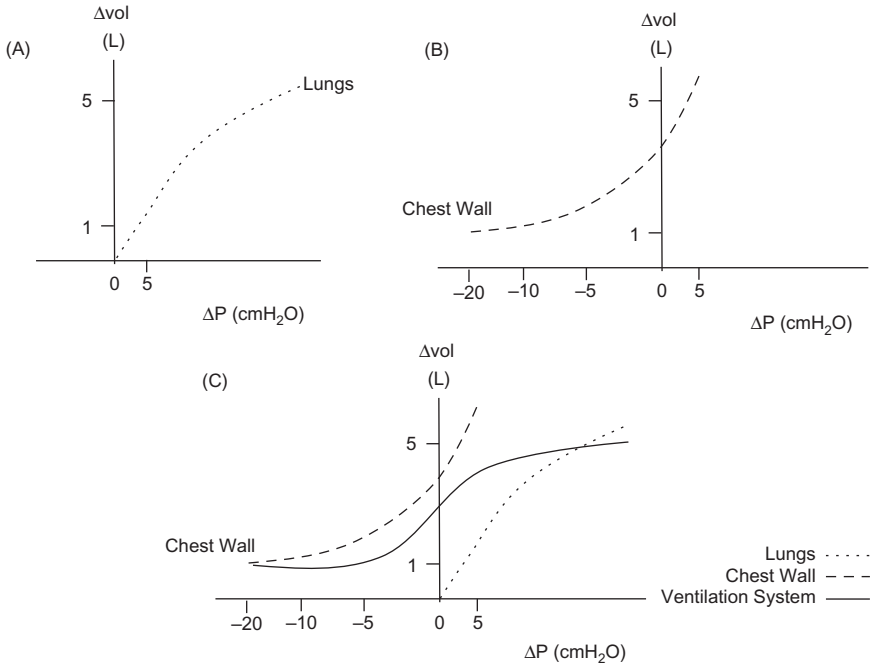 (A)
Δvol
(L)
5
1
Lungs
0 5
ΔP (cmH₂O)
(B)
Δvol
(L)
5
1
Chest Wall
–20 –10 –5 0 5
ΔP (cmH₂O)
(C)
Δvol
(L)
5
1
Chest Wall
–20 –10 –5 0 5
ΔP (cmH₂O)
Lungs
Chest Wall
Ventilation System